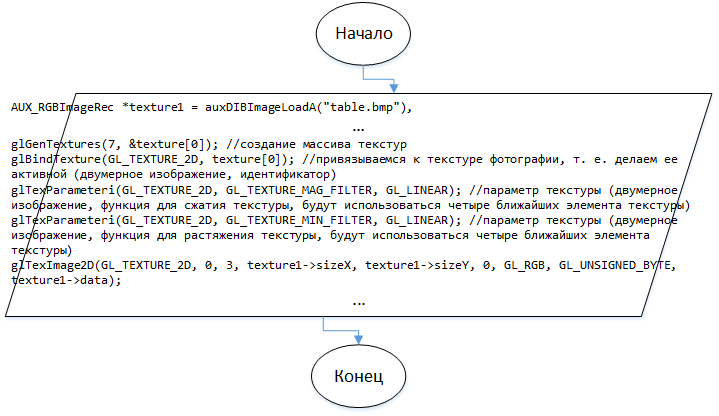 Начало
AUX_RGBImageRec *texture1 = auxDIBImageLoadA("table.bmp"),
...
glGenTextures(7, &texture[0]); //создание массива текстур
glBindTexture(GL_TEXTURE_2D, texture[0]); //привязываемся к текстуре фотографии, т. е. делаем ее
активной (двумерное изображение, идентификатор)
glTexParameteri(GL_TEXTURE_2D, GL_TEXTURE_MAG_FILTER, GL_LINEAR); //параметр текстуры (двумерное
изображение, функция для сжатия текстуры, будут использоваться четыре ближайших элемента текстуры)
glTexParameteri(GL_TEXTURE_2D, GL_TEXTURE_MIN_FILTER, GL_LINEAR); //параметр текстуры (двумерное
изображение, функция для растяжения текстуры, будут использоваться четыре ближайших элемента
текстуры)
glTexImage2D(GL_TEXTURE_2D, 0, 3, texture1->sizeX, texture1->sizeY, 0, GL_RGB, GL_UNSIGNED_BYTE,
texture1->data);
...
Конец